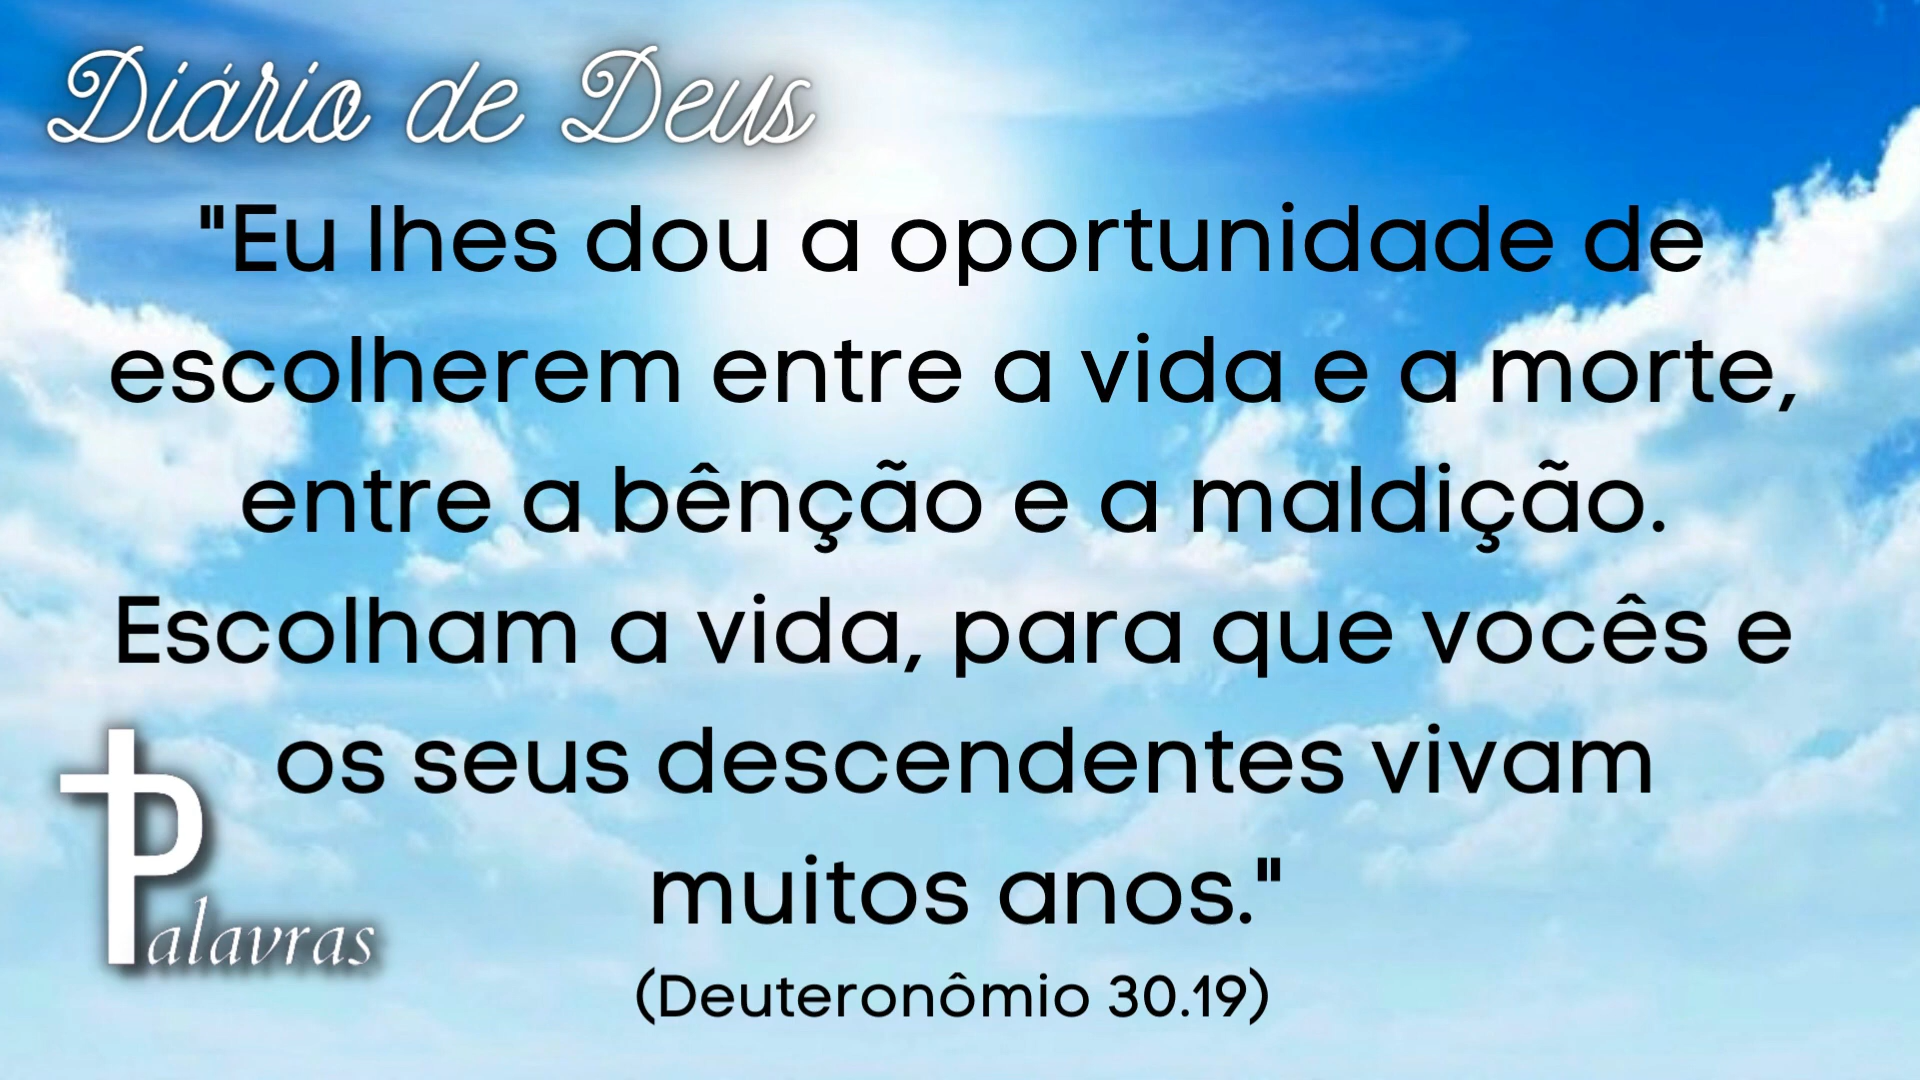 Diário de Deus
"Eu lhes dou a oportunidade de
escolherem entre a vida e a morte,
entre a bênção e a maldição.
Escolham a vida, para que vocês e
os seus descendentes vivam
muitos anos."
Palavras
(Deuteronômio 30.19)